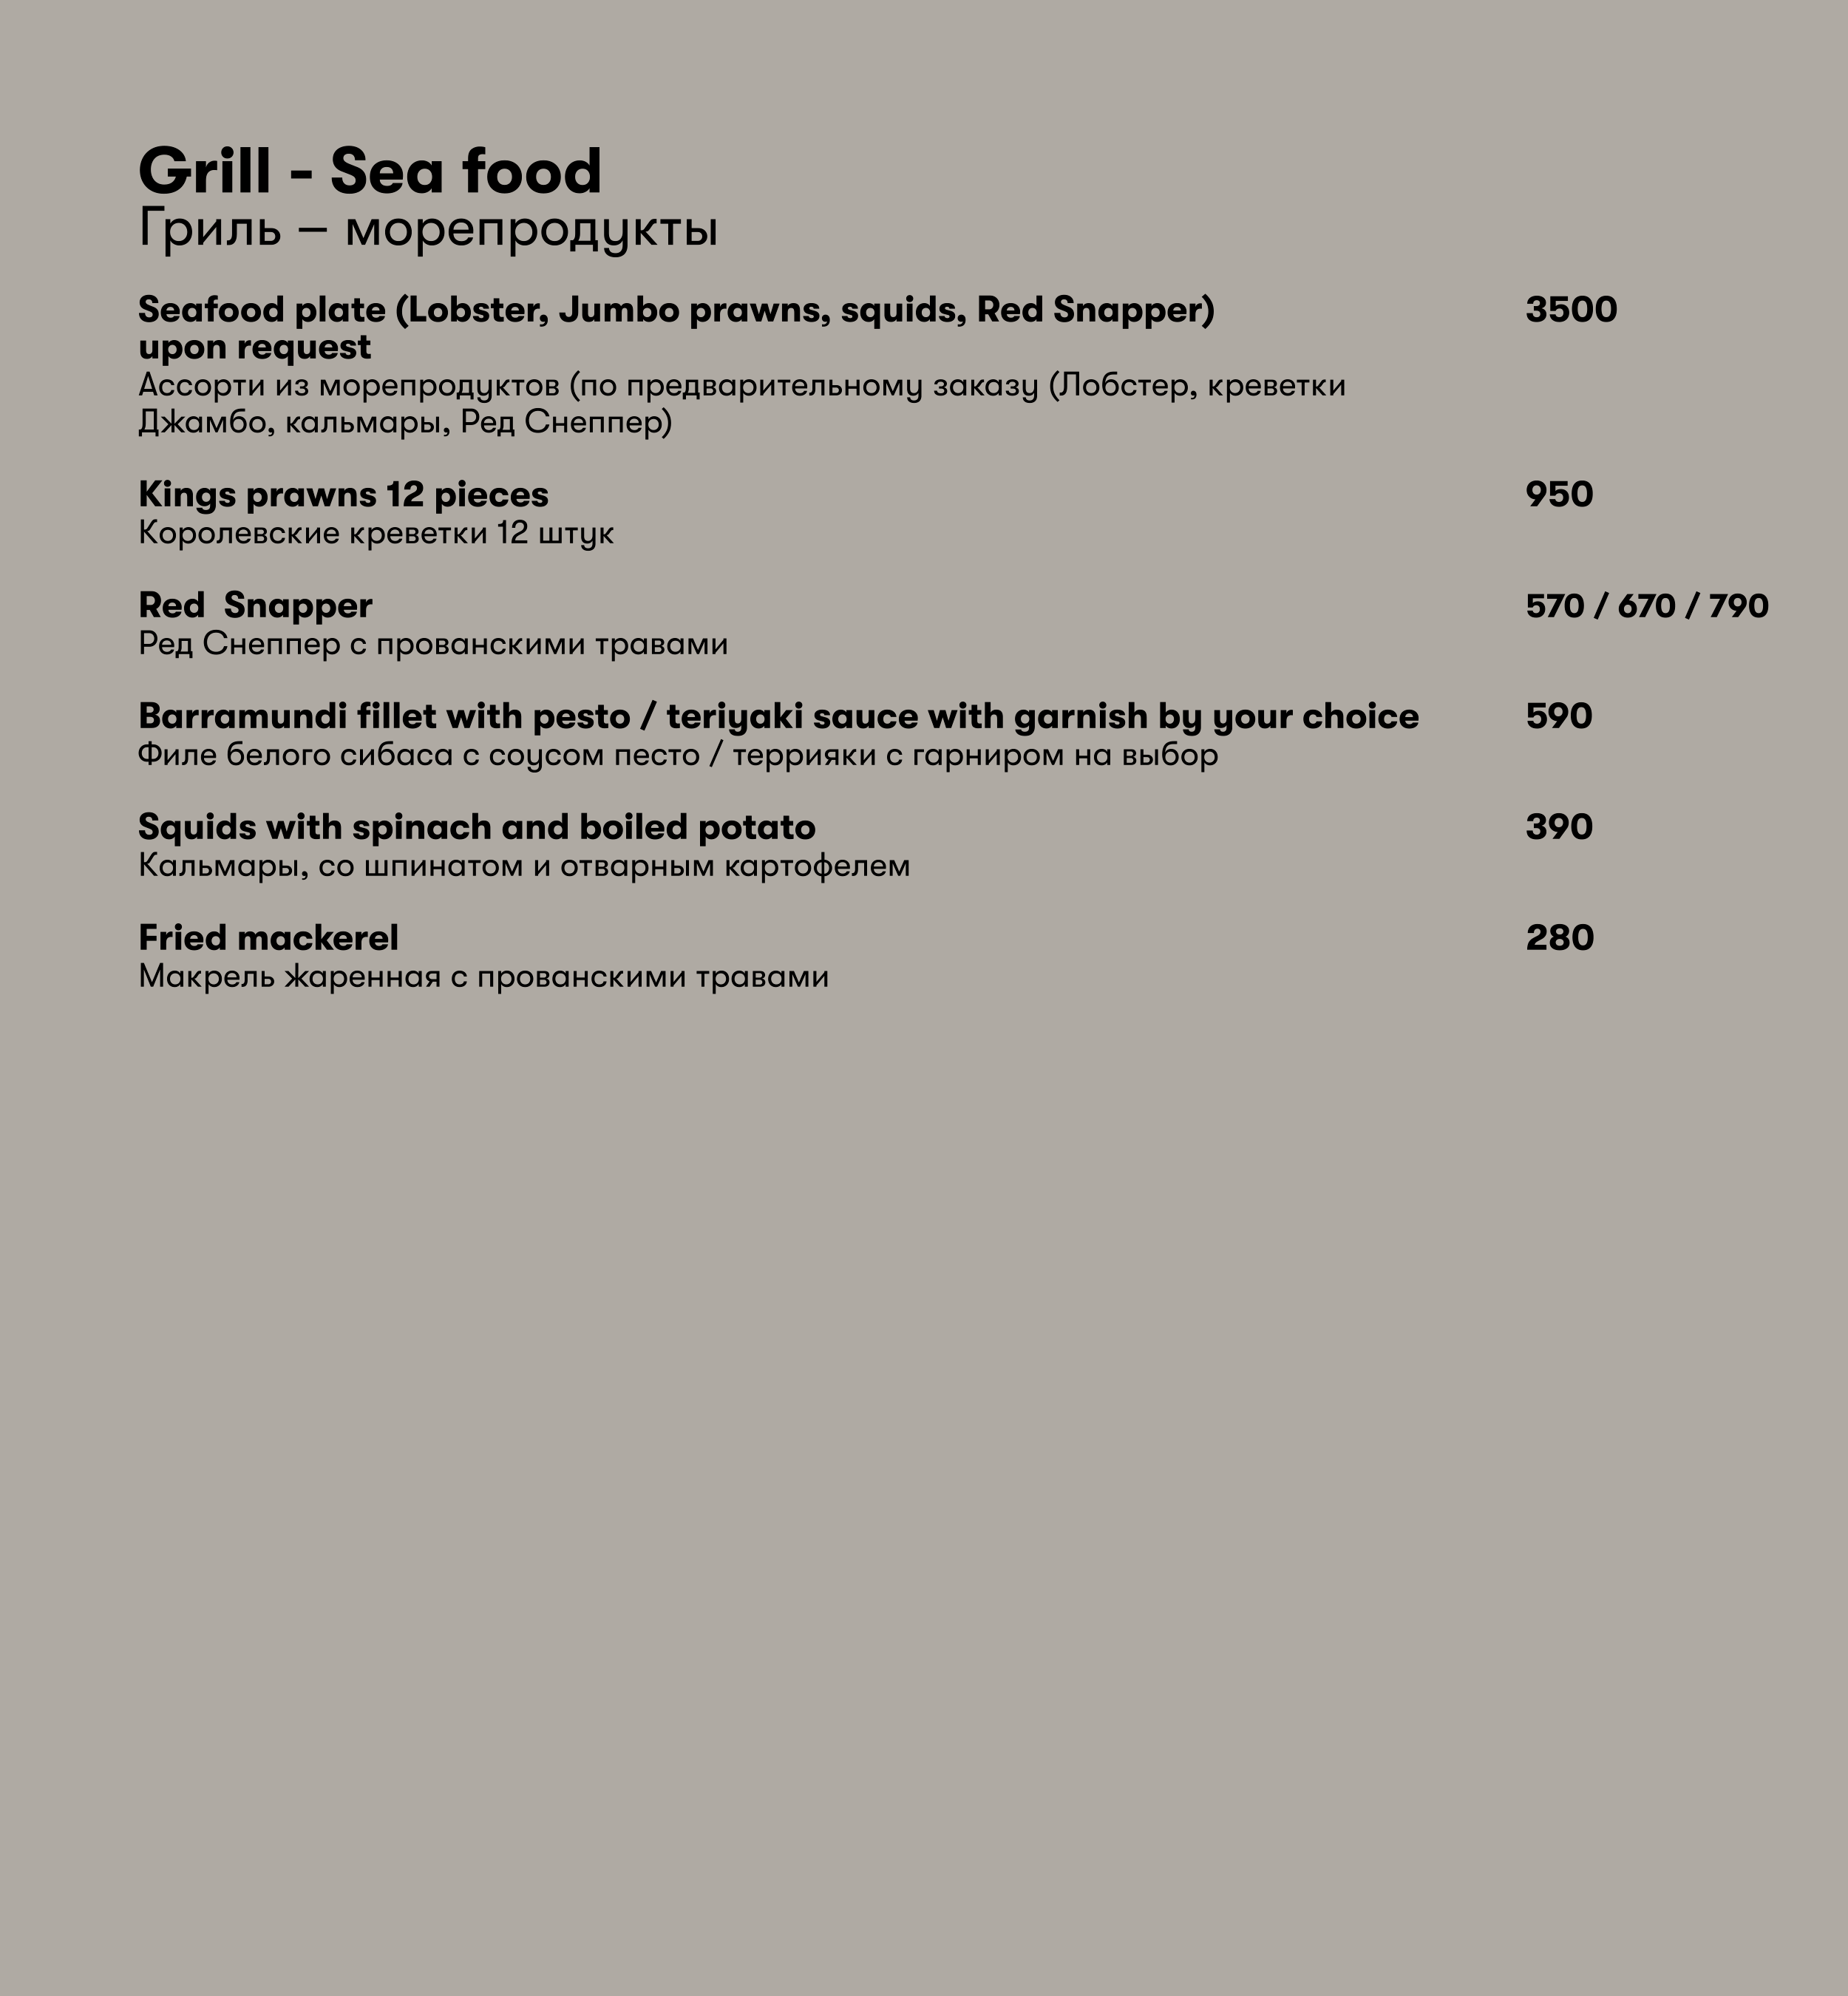 Grill - Sea food
Гриль – морепродукты
Seafood plate (Lobster, Jumbo prawns, squids, Red Snapper) 3500
upon request
Ассорти из морепродуктов (по предварительному заказу (Лобстер, креветки
Джамбо, кальмары, Ред Снеппер)
Kings prawns 12 pieces 950
Королевские креветки 12 штук
Red  Snapper 570 / 670 / 790
Ред Снеппер с прованскими травами
Barramundi fillet with pesto / teriyaki sauce with garnish by your choice 590
Филе белого сибаса с соусом песто / террияки с гарниром на выбор
Squids with spinach and boiled potato 390
Кальмары, со шпинатом и отварным картофелем
Fried mackerel 280
Макрель жаренная с прованскими травами